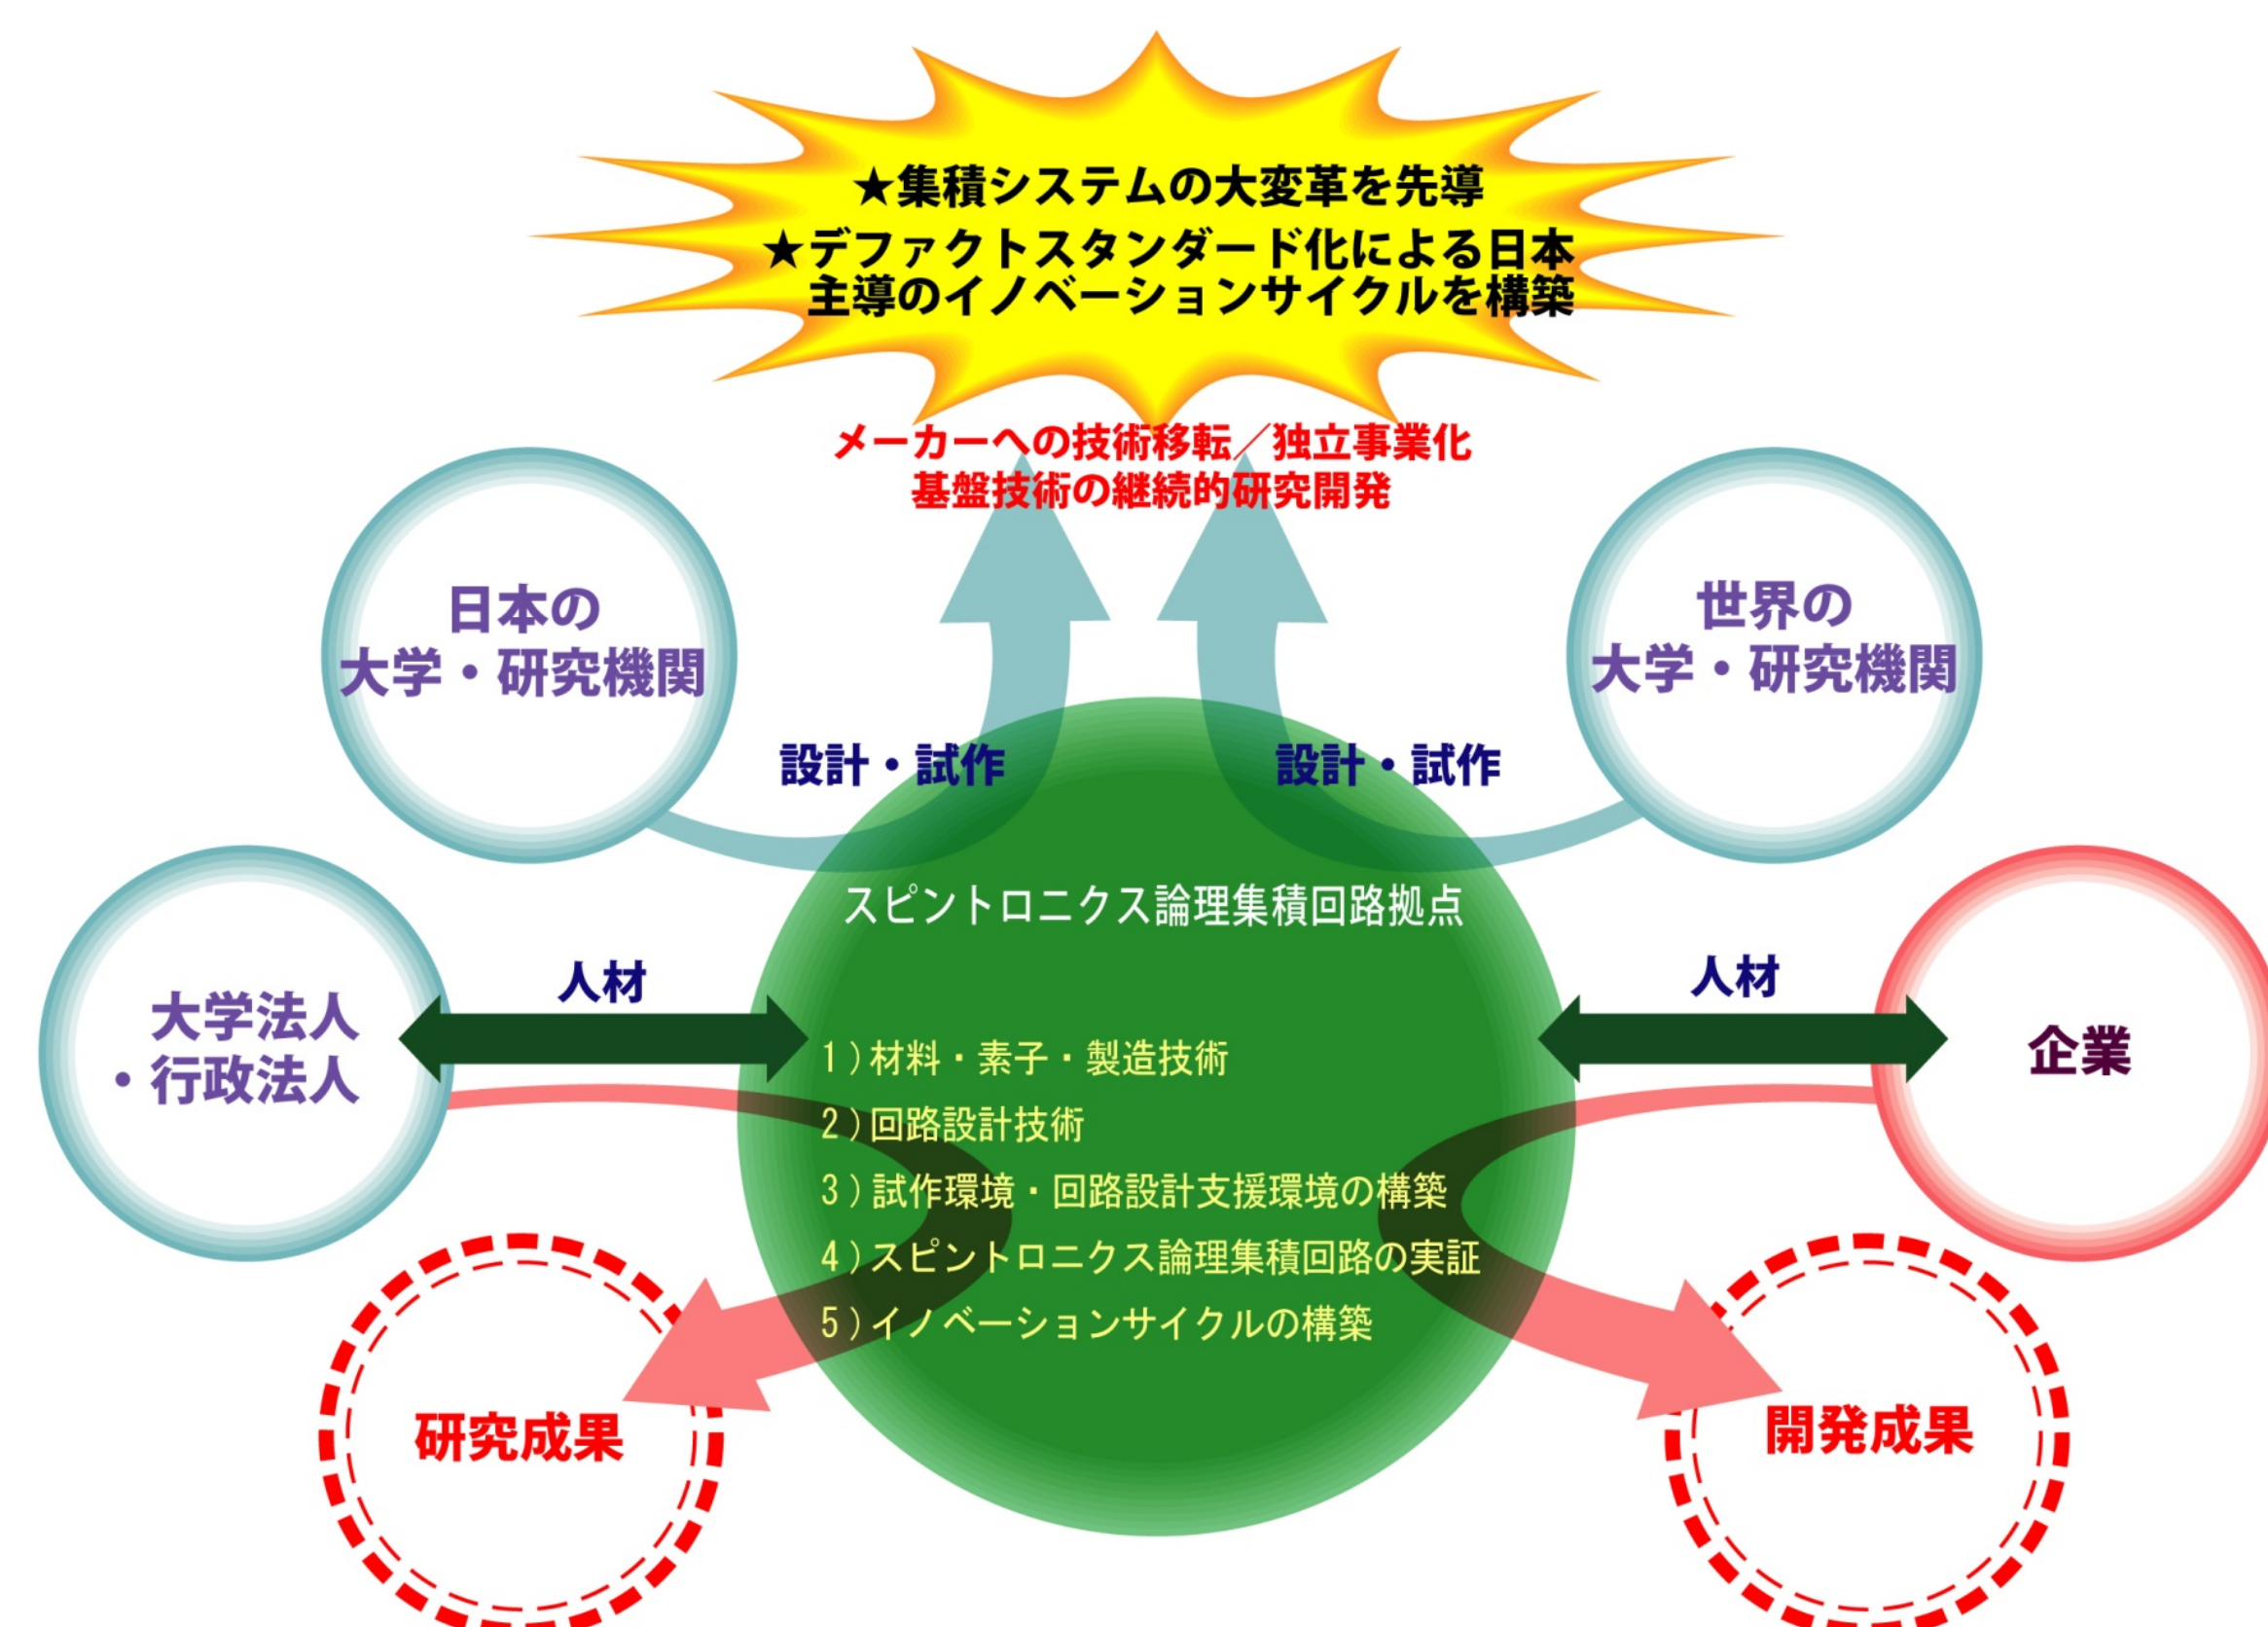 ★集積システムの大変革を先導
★デファクトスタンダード化による日本
主導のイノベーションサイクルを構築
メーカーへの技術移転／独立事業化
基盤技術の継続的研究開発
日本の
大学・研究機関
世界の
大学・研究機関
設計・試作
設計・試作
スピントロニクス論理集積回路拠点
人材
人材
大学法人
・行政法人
企業
1）材料・素子・製造技術
2）回路設計技術
3）試作環境・回路設計支援環境の構築
4）スピントロニクス論理集積回路の実証
5）イノベーションサイクルの構築
研究成果
開発成果